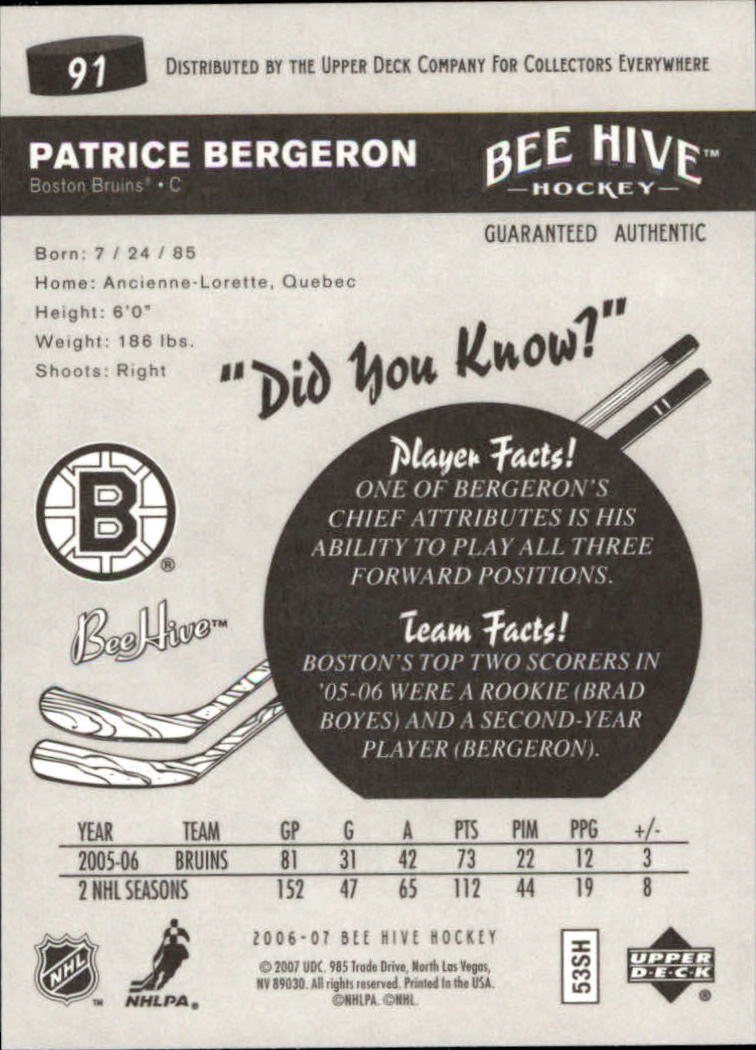 91
DISTRIBUTED BY THE UPPER DECK COMPANY FOR COLLECTORS EVERYWHERE
PATRICE BERGERON
Boston Bruins® • C
BEE HIVE™
HOCKEY
GUARANTEED AUTHENTIC
Born: 7 / 24 / 85
Home: Ancienne-Lorette, Quebec
Height: 6'0"
Weight: 186 lbs.
Shoots: Right
"Did You Know?"
Player Facts!
ONE OF BERGERON'S
CHIEF ATTRIBUTES IS HIS
ABILITY TO PLAY ALL THREE
FORWARD POSITIONS.
B
®
BeeHive™
Team Facts!
BOSTON'S TOP TWO SCORERS IN
'05-06 WERE A ROOKIE (BRAD
BOYES) AND A SECOND-YEAR
PLAYER (BERGERON).
YEAR TEAM GP G A PTS PIM PPG +/-
2005-06 BRUINS 81 31 42 73 22 12 3
2 NHL SEASONS 152 47 65 112 44 19 8
NHL™
NHLPA®
2006-07 BEE HIVE HOCKEY
© 2007 UDC. 985 Trade Drive, North Las Vegas,
NV 89030. All rights reserved. Printed in the USA.
©NHLPA. ©NHL.
53SH
UPPER
D·E·C·K
®